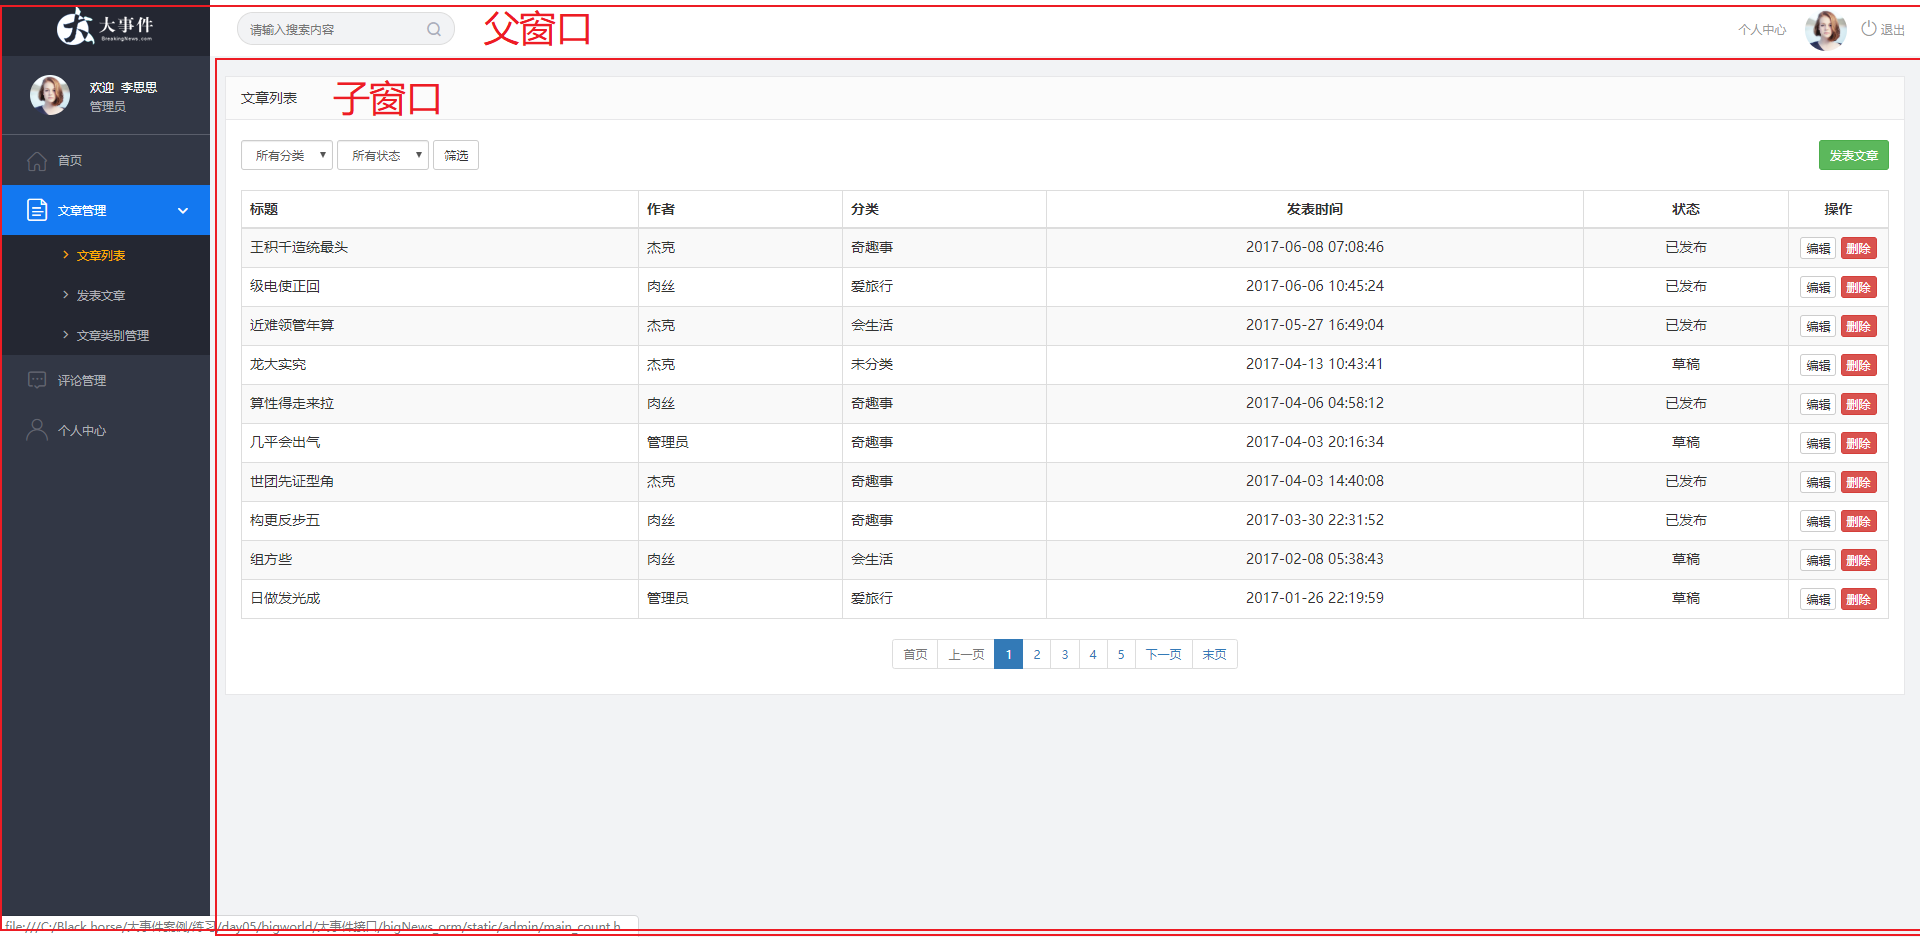 大事件
BreakingNews.com
请输入搜索内容
父窗口
个人中心
退出
欢迎 李思思
管理员
首页
文章管理
文章列表
发表文章
文章类别管理
评论管理
个人中心
文章列表
子窗口
所有分类 所有状态 筛选
发表文章
标题 作者 分类 发表时间 状态 操作
王积千造统最头 杰克 奇趣事 2017-06-08 07:08:46 已发布 编辑 删除
级电使正回 肉丝 爱旅行 2017-06-06 10:45:24 已发布 编辑 删除
近难领管年算 杰克 会生活 2017-05-27 16:49:04 已发布 编辑 删除
龙大实究 杰克 未分类 2017-04-13 10:43:41 草稿 编辑 删除
算性得走来拉 肉丝 奇趣事 2017-04-06 04:58:12 已发布 编辑 删除
几平会出气 管理员 奇趣事 2017-04-03 20:16:34 草稿 编辑 删除
世团先证型角 杰克 奇趣事 2017-04-03 14:40:08 已发布 编辑 删除
构更反步五 肉丝 奇趣事 2017-03-30 22:31:52 已发布 编辑 删除
组方些 肉丝 会生活 2017-02-08 05:38:43 草稿 编辑 删除
日做发光成 管理员 爱旅行 2017-01-26 22:19:59 草稿 编辑 删除
首页 上一页 1 2 3 4 5 下一页 末页
file:///C:/Black horse/大事件案例/练习/day05/bigworld/大事件接口/bigNews_orm/static/admin/main_count.h